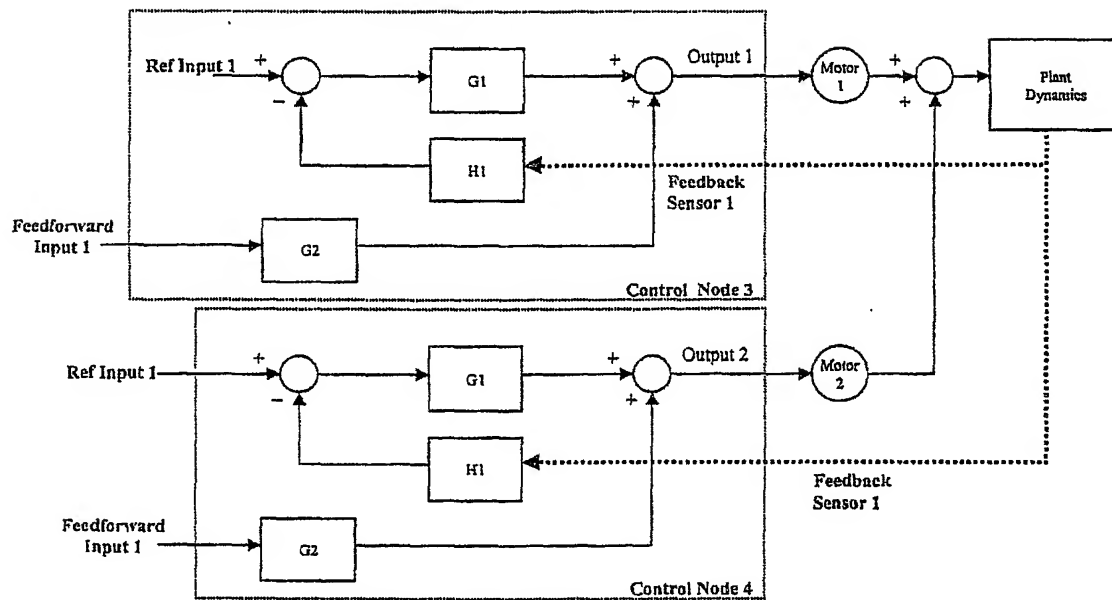 Ref Input 1
+
−
G1
+
+
Output 1
Motor
1
+
+
Plant
Dynamics
H1
Feedback
Sensor 1
Feedforward
Input 1
G2
Control Node 3
Ref Input 1
+
−
G1
+
+
Output 2
Motor
2
H1
Feedback
Sensor 1
Feedforward
Input 1
G2
Control Node 4